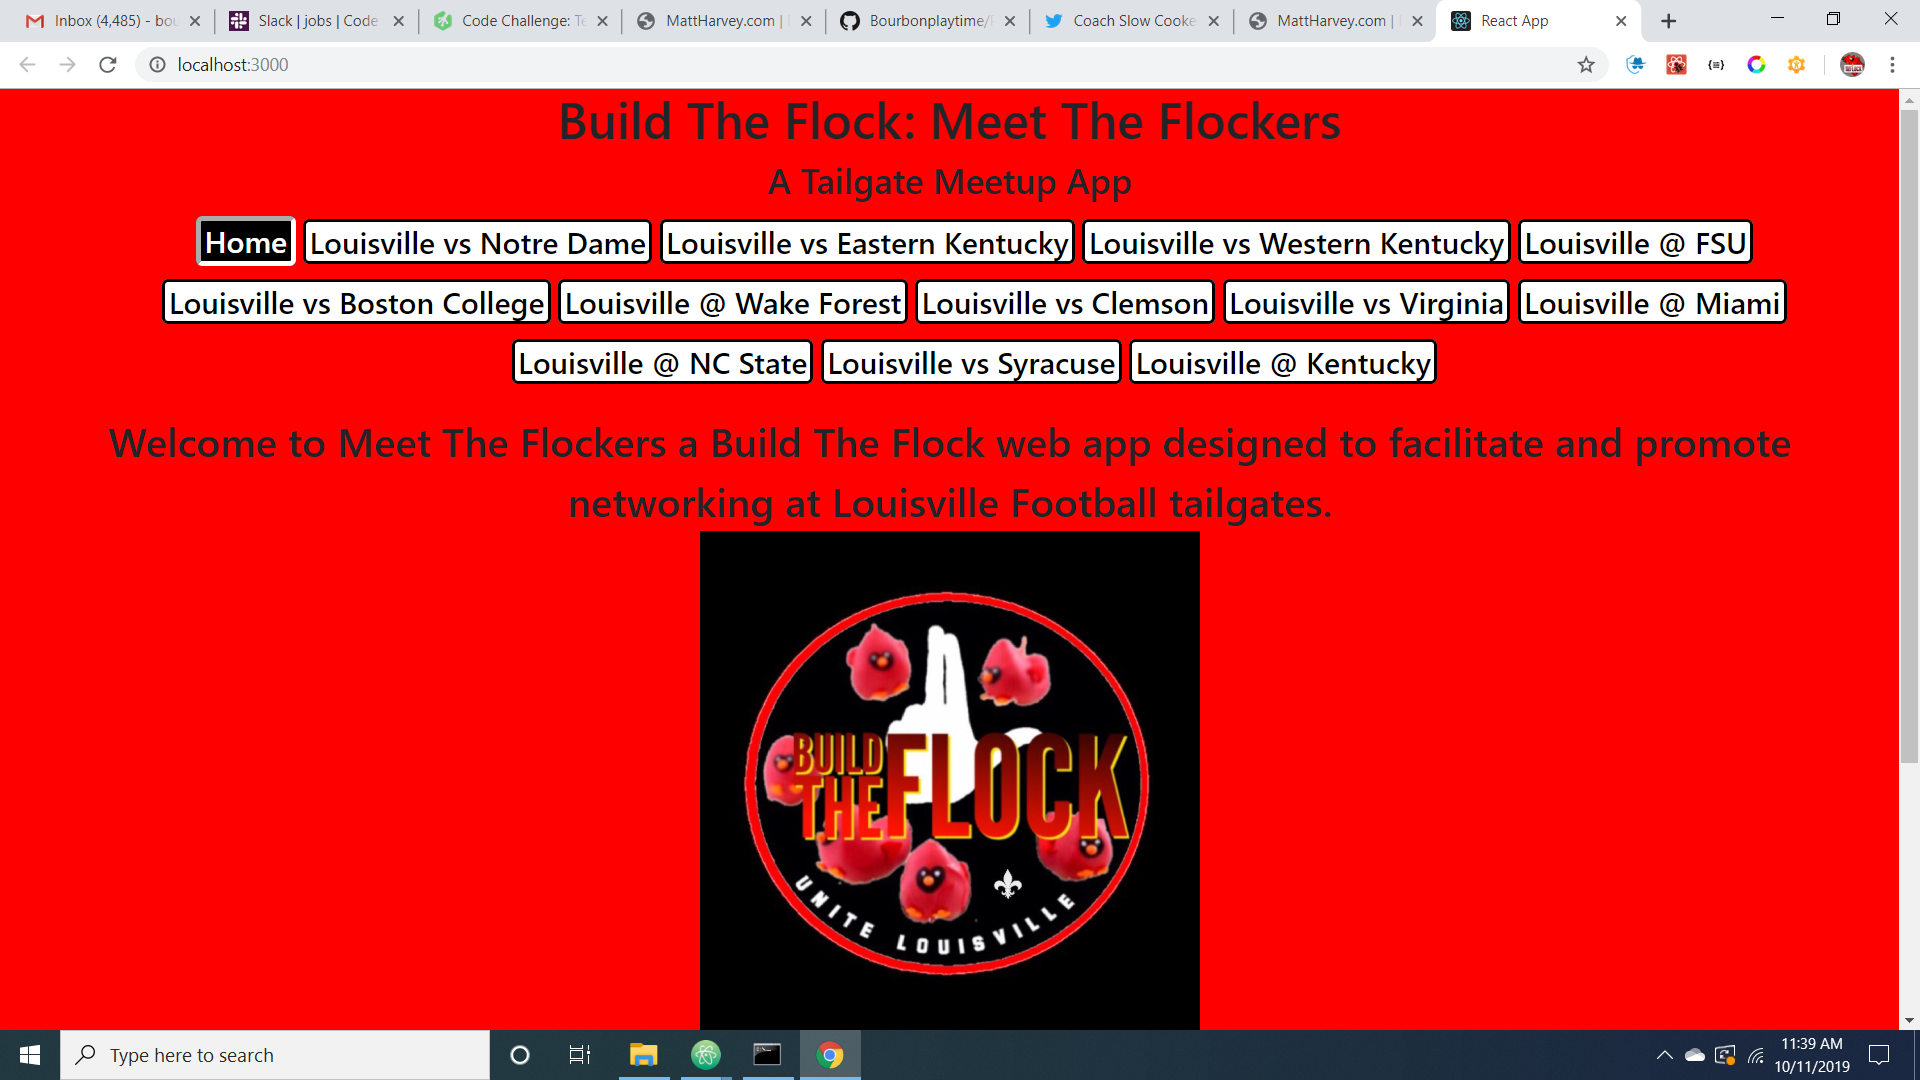 Inbox (4,485) - bou
Slack | jobs | Code
Code Challenge: Te
MattHarvey.com |
Bourbonplaytime/
Coach Slow Cooke
MattHarvey.com |
React App
localhost:3000
Build The Flock: Meet The Flockers
A Tailgate Meetup App
Home Louisville vs Notre Dame Louisville vs Eastern Kentucky Louisville vs Western Kentucky Louisville @ FSU
Louisville vs Boston College Louisville @ Wake Forest Louisville vs Clemson Louisville vs Virginia Louisville @ Miami
Louisville @ NC State Louisville vs Syracuse Louisville @ Kentucky
Welcome to Meet The Flockers a Build The Flock web app designed to facilitate and promote
networking at Louisville Football tailgates.
BUILD
THE FLOCK
UNITE LOUISVILLE
Type here to search
11:39 AM
10/11/2019